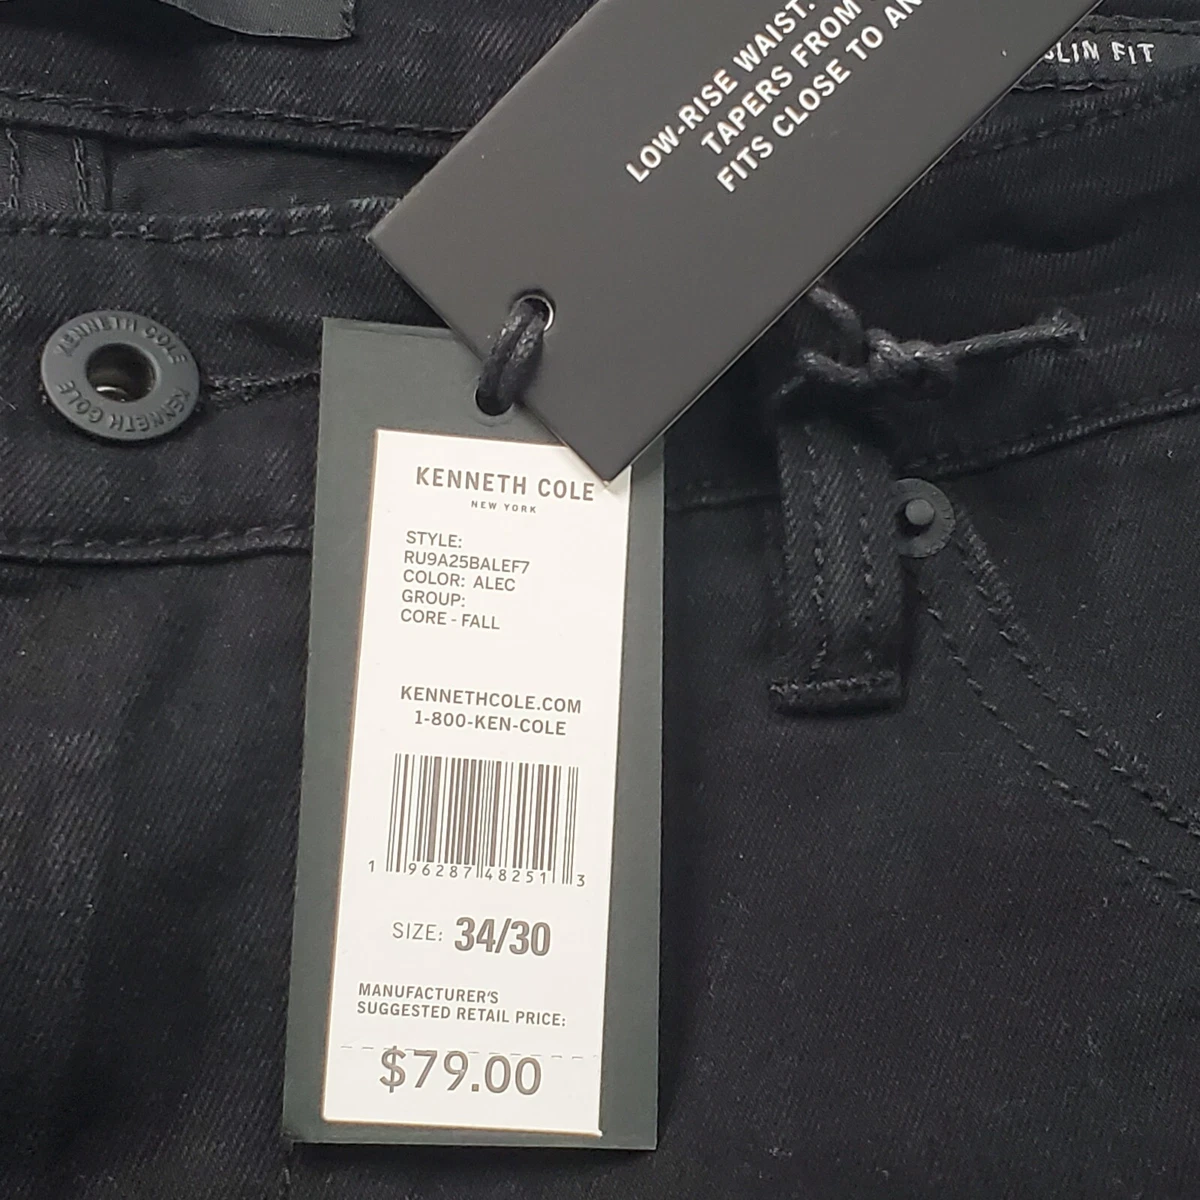 LOW-RISE WAIST.
TAPERS FROM
FITS CLOSE TO
SLIM FIT
KENNETH COLE
KENNETH COLE
KENNETH COLE
NEW YORK
STYLE:
RU9A25BALEF7
COLOR: ALEC
GROUP:
CORE - FALL
KENNETHCOLE.COM
1-800-KEN-COLE
1 96287 48251 3
SIZE: 34/30
MANUFACTURER'S
SUGGESTED RETAIL PRICE:
$79.00